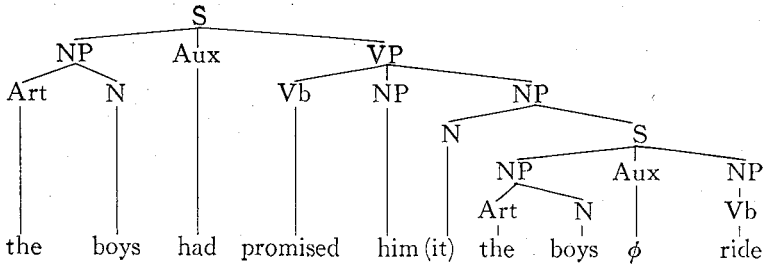 S
NP Aux VP
Art N Vb NP NP
N S
NP Aux NP
Art N Vb
the boys had promised him (it) the boys ϕ ride